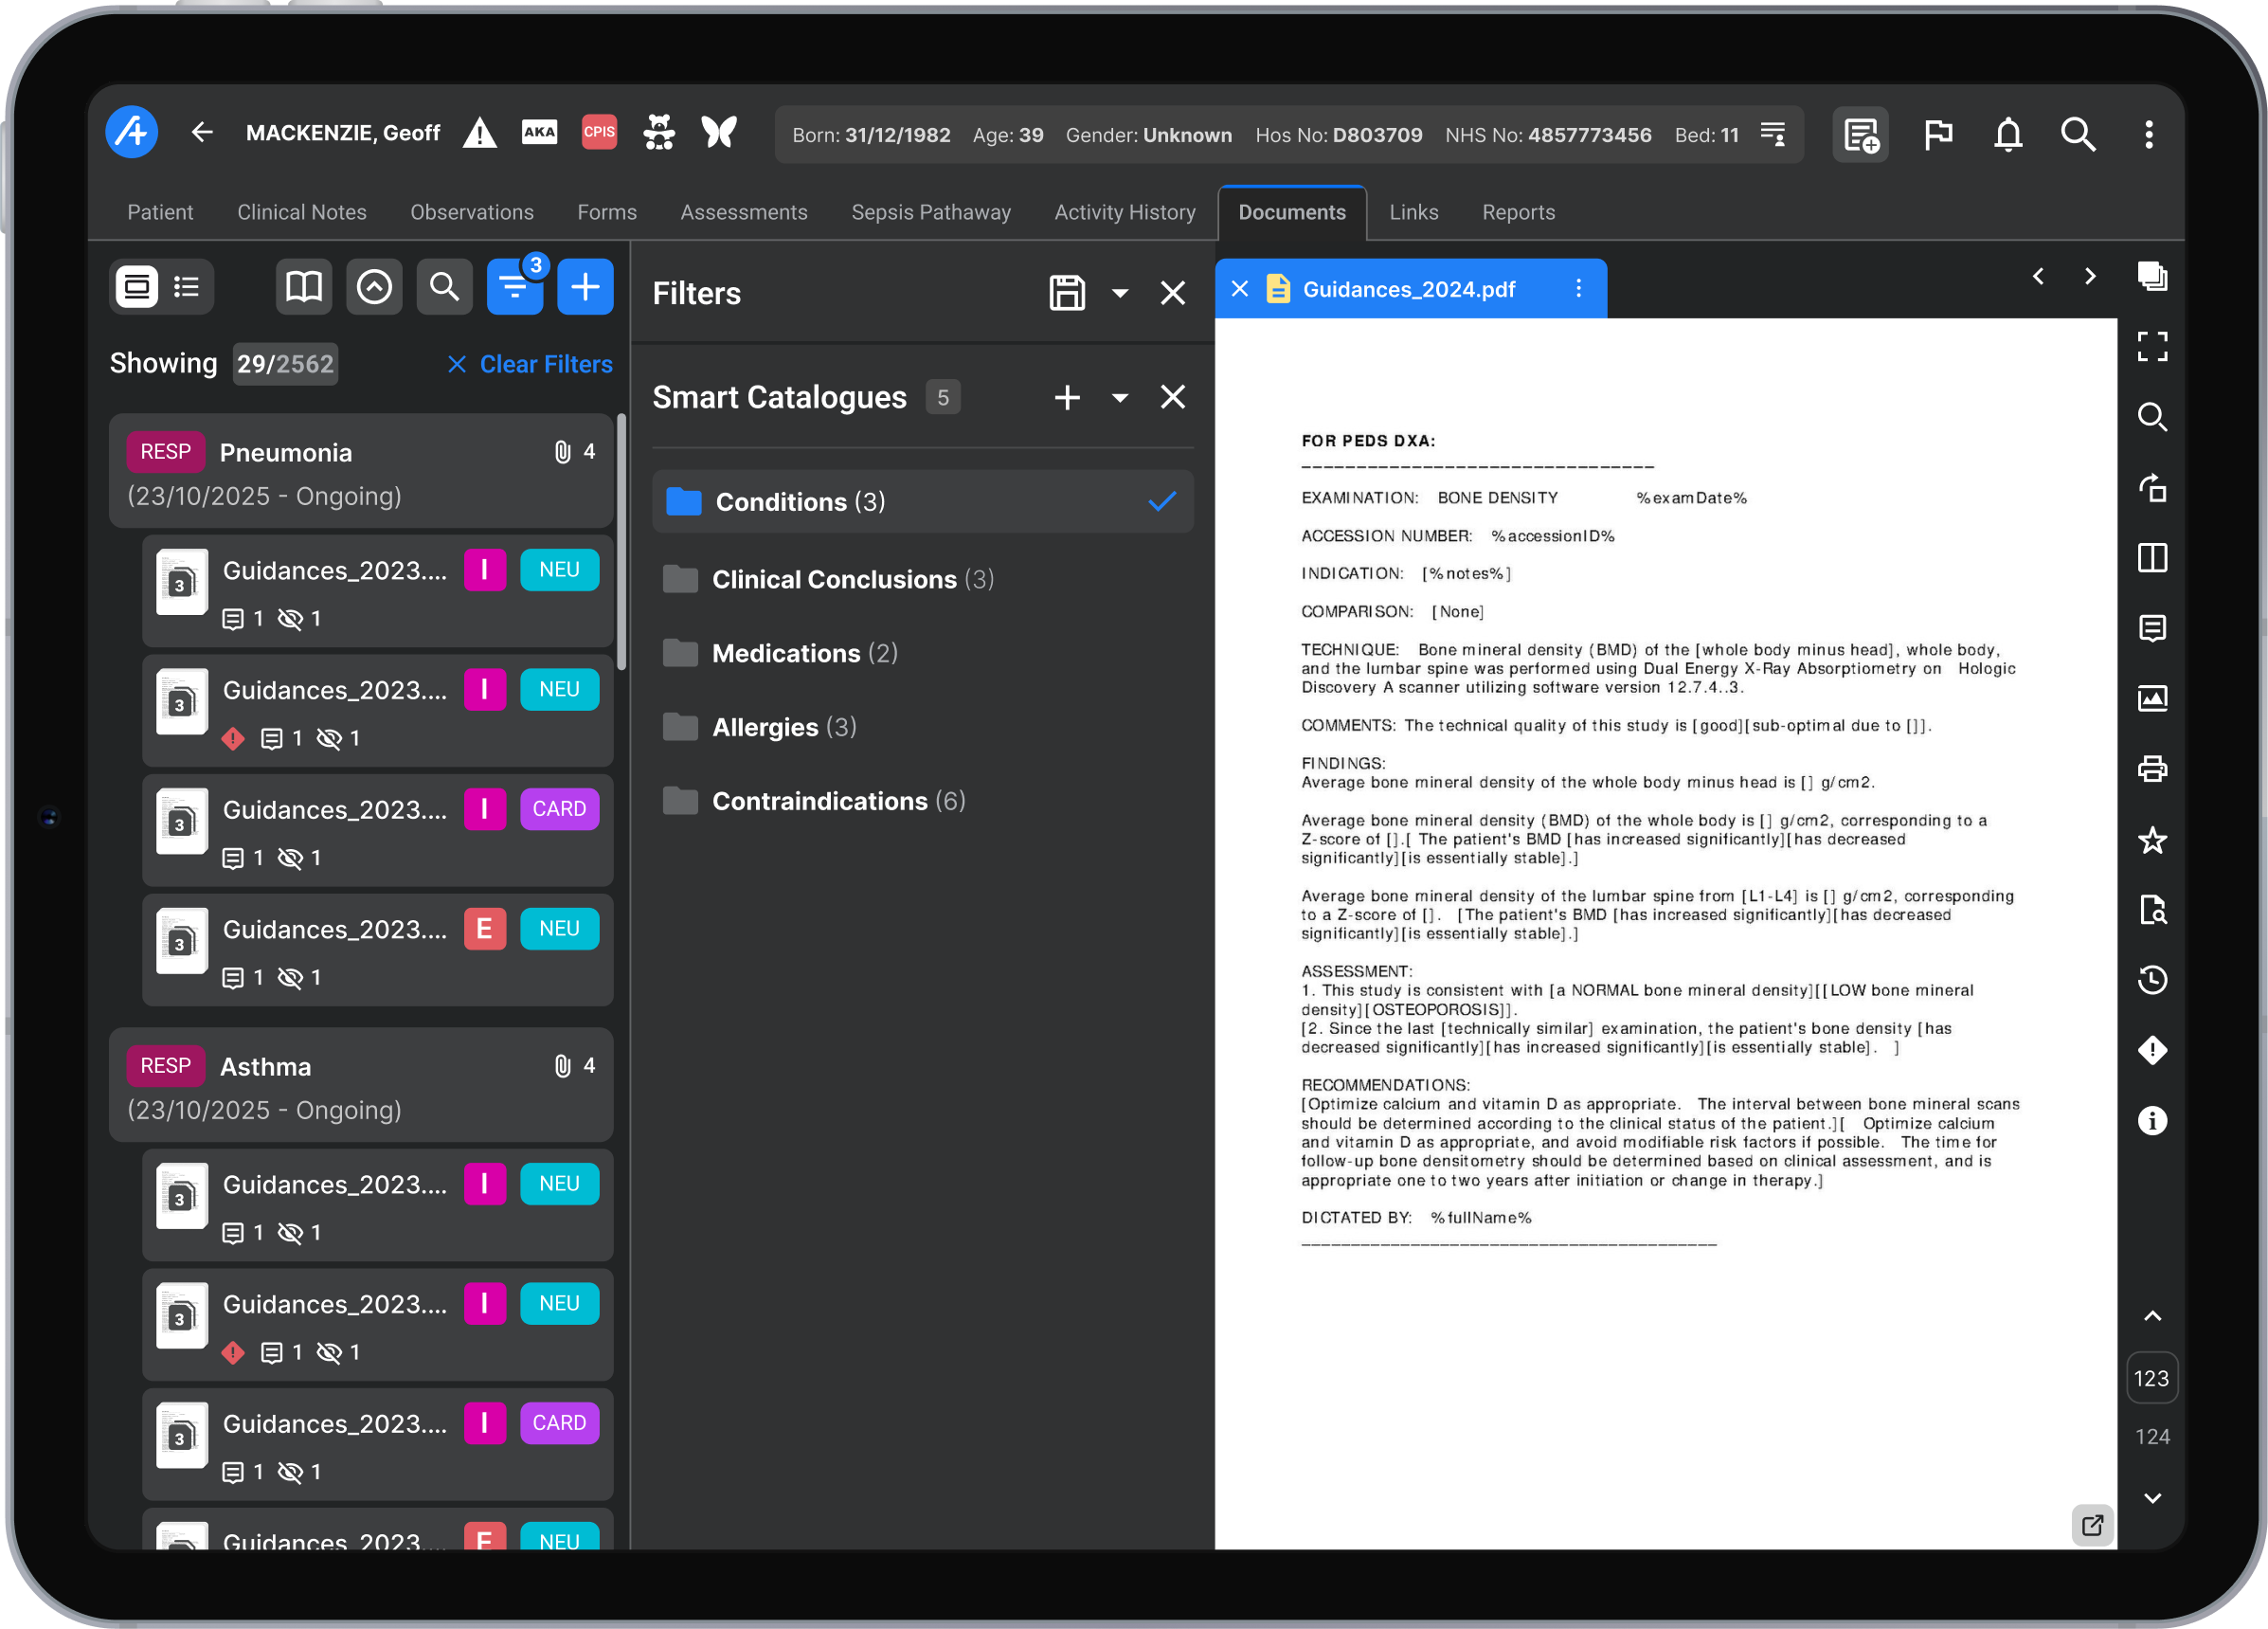 MACKENZIE, Geoff
AKA
CPIS
Born: 31/12/1982 Age: 39 Gender: Unknown Hos No: D803709 NHS No: 4857773456 Bed: 11
Patient Clinical Notes Observations Forms Assessments Sepsis Pathaway Activity History Documents Links Reports
3
Showing 29/2562 Clear Filters
RESP Pneumonia 4
(23/10/2025 - Ongoing)
3 Guidances_2023.... I NEU
1 1
3 Guidances_2023.... I NEU
1 1
3 Guidances_2023.... I CARD
1 1
3 Guidances_2023.... E NEU
1 1
RESP Asthma 4
(23/10/2025 - Ongoing)
3 Guidances_2023.... I NEU
1 1
3 Guidances_2023.... I NEU
1 1
3 Guidances_2023.... I CARD
1 1
Guidances_2023.... E NEU
Filters
Smart Catalogues 5
Conditions (3)
Clinical Conclusions (3)
Medications (2)
Allergies (3)
Contraindications (6)
Guidances_2024.pdf
FOR PEDS DXA:
EXAMINATION: BONE DENSITY %examDate%
ACCESSION NUMBER: %accessionID%
INDICATION: [%notes%]
COMPARISON: [None]
TECHNIQUE: Bone mineral density (BMD) of the [whole body minus head], whole body,
and the lumbar spine was performed using Dual Energy X-Ray Absorptiometry on Hologic
Discovery A scanner utilizing software version 12.7.4..3.
COMMENTS: The technical quality of this study is [good][sub-optimal due to []].
FINDINGS:
Average bone mineral density of the whole body minus head is [] g/cm2.
Average bone mineral density (BMD) of the whole body is [] g/cm2, corresponding to a
Z-score of [].[ The patient's BMD [has increased significantly][has decreased
significantly][is essentially stable].]
Average bone mineral density of the lumbar spine from [L1-L4] is [] g/cm2, corresponding
to a Z-score of []. [The patient's BMD [has increased significantly][has decreased
significantly][is essentially stable].]
ASSESSMENT:
1. This study is consistent with [a NORMAL bone mineral density][[LOW bone mineral
density][OSTEOPOROSIS]].
[2. Since the last [technically similar] examination, the patient's bone density [has
decreased significantly][has increased significantly][is essentially stable]. ]
RECOMMENDATIONS:
[Optimize calcium and vitamin D as appropriate. The interval between bone mineral scans
should be determined according to the clinical status of the patient.][ Optimize calcium
and vitamin D as appropriate, and avoid modifiable risk factors if possible. The time for
follow-up bone densitometry should be determined based on clinical assessment, and is
appropriate one to two years after initiation or change in therapy.]
DICTATED BY: %fullName%
123
124